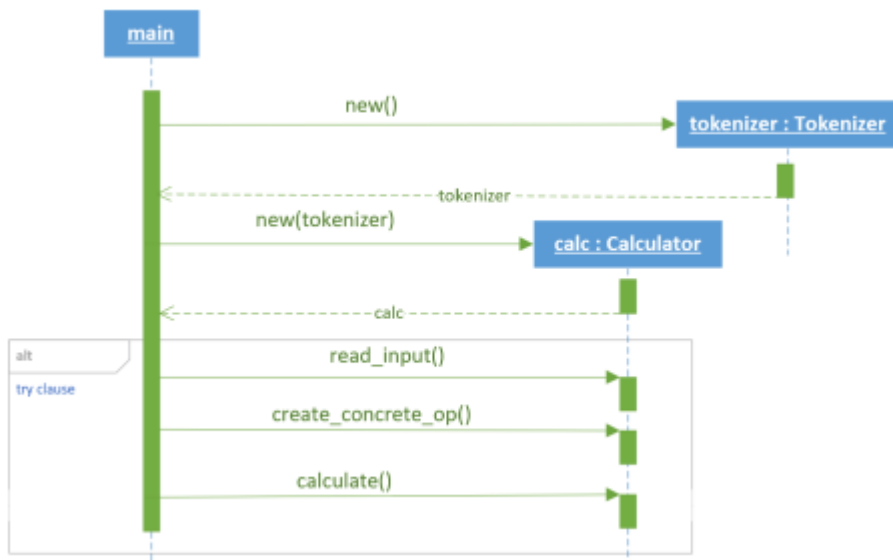 main
new()
tokenizer : Tokenizer
tokenizer
new(tokenizer)
calc : Calculator
calc
alt
read_input()
try clause
create_concrete_op()
calculate()